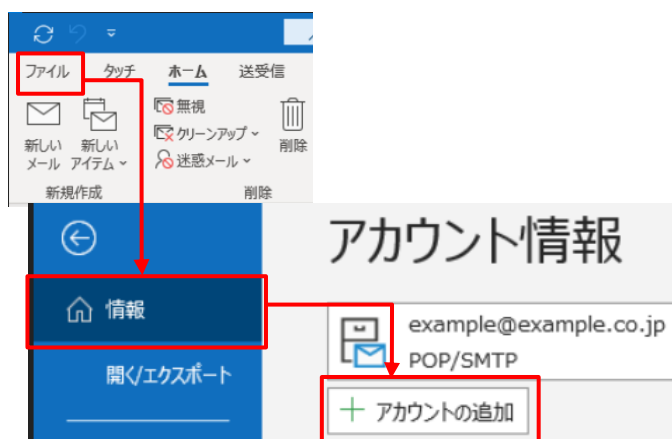 ファイル タッチ ホーム 送受信
無視
クリーンアップ
迷惑メール
新しい
メール
新しい
アイテム
削除
新規作成 削除
アカウント情報
情報
example@example.co.jp
POP/SMTP
開く/エクスポート
アカウントの追加